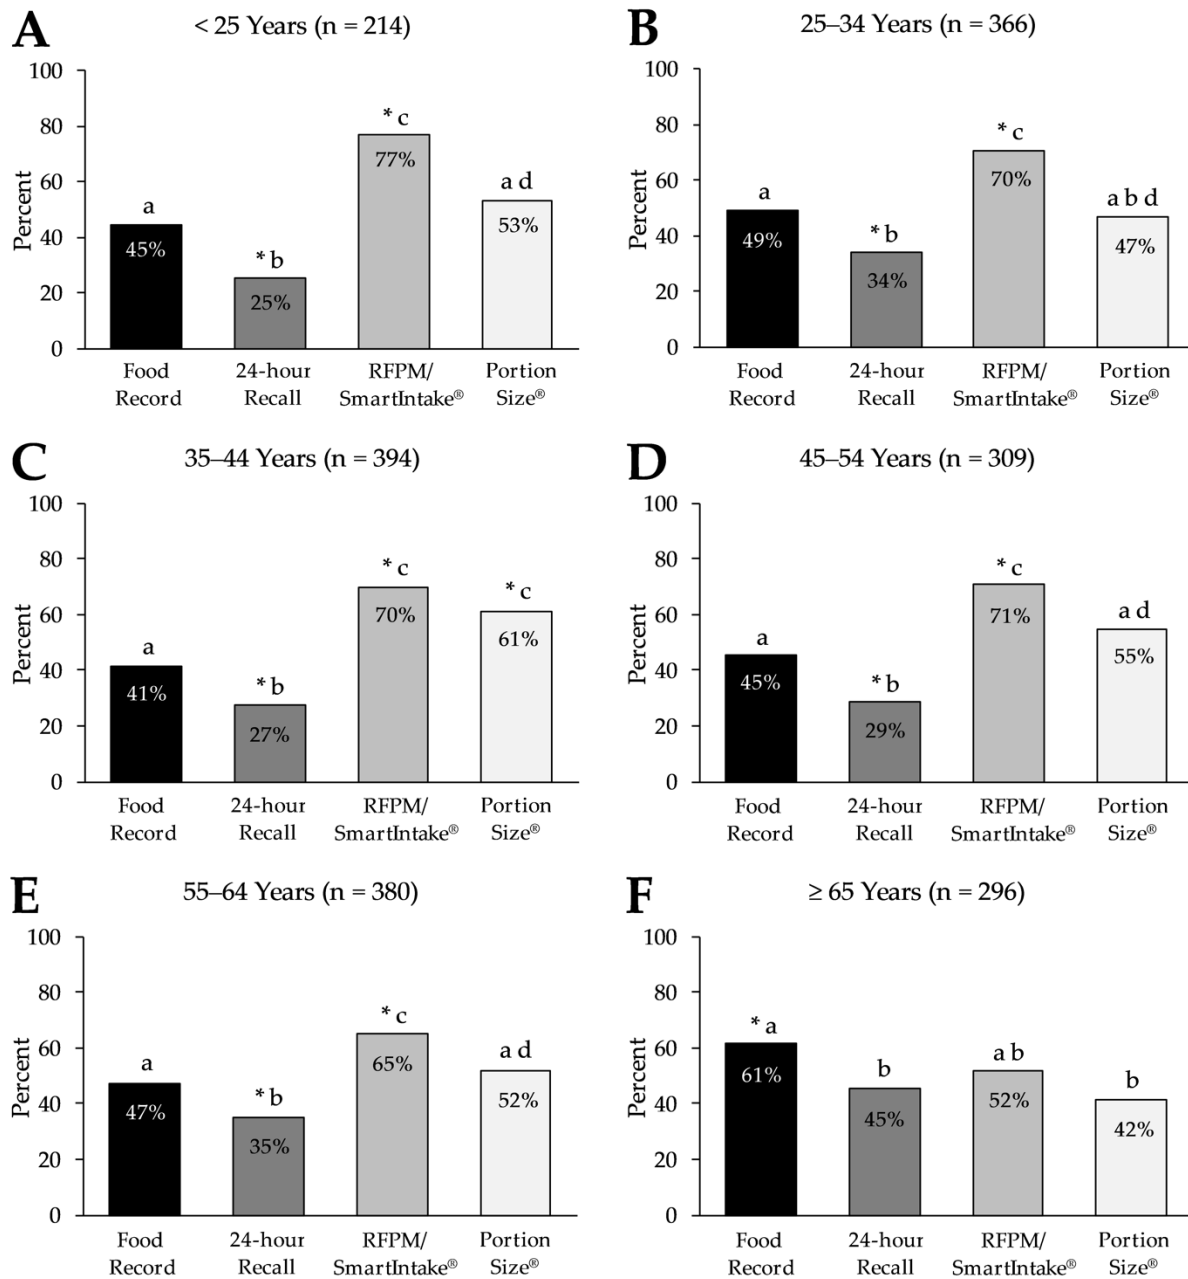 A
< 25 Years (n = 214)
100
80
60
40
20
0
Percent
a
45%
* b
25%
* c
77%
a d
53%
Food
Record
24-hour
Recall
RFPM/
SmartIntake®
Portion
Size®
B
25–34 Years (n = 366)
100
80
60
40
20
0
Percent
a
49%
* b
34%
* c
70%
a b d
47%
Food
Record
24-hour
Recall
RFPM/
SmartIntake®
Portion
Size®
C
35–44 Years (n = 394)
100
80
60
40
20
0
Percent
a
41%
* b
27%
* c
70%
* c
61%
Food
Record
24-hour
Recall
RFPM/
SmartIntake®
Portion
Size®
D
45–54 Years (n = 309)
100
80
60
40
20
0
Percent
a
45%
* b
29%
* c
71%
a d
55%
Food
Record
24-hour
Recall
RFPM/
SmartIntake®
Portion
Size®
E
55–64 Years (n = 380)
100
80
60
40
20
0
Percent
a
47%
* b
35%
* c
65%
a d
52%
Food
Record
24-hour
Recall
RFPM/
SmartIntake®
Portion
Size®
F
≥ 65 Years (n = 296)
100
80
60
40
20
0
Percent
* a
61%
b
45%
a b
52%
b
42%
Food
Record
24-hour
Recall
RFPM/
SmartIntake®
Portion
Size®